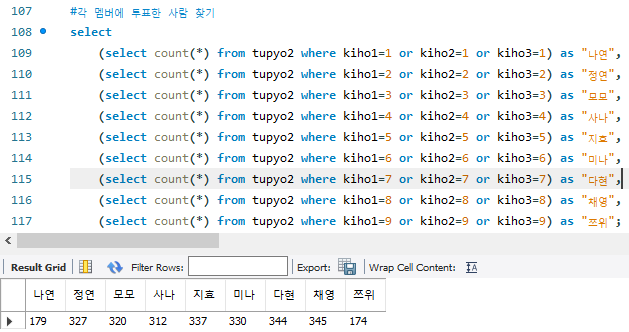 107 #각 멤버에 투표한 사람 찾기
108 select
109 (select count(*) from tupyo2 where kiho1=1 or kiho2=1 or kiho3=1) as "나연",
110 (select count(*) from tupyo2 where kiho1=2 or kiho2=2 or kiho3=2) as "정연",
111 (select count(*) from tupyo2 where kiho1=3 or kiho2=3 or kiho3=3) as "모모",
112 (select count(*) from tupyo2 where kiho1=4 or kiho2=4 or kiho3=4) as "사나",
113 (select count(*) from tupyo2 where kiho1=5 or kiho2=5 or kiho3=5) as "지효",
114 (select count(*) from tupyo2 where kiho1=6 or kiho2=6 or kiho3=6) as "미나",
115 (select count(*) from tupyo2 where kiho1=7 or kiho2=7 or kiho3=7) as "다현",
116 (select count(*) from tupyo2 where kiho1=8 or kiho2=8 or kiho3=8) as "채영",
117 (select count(*) from tupyo2 where kiho1=9 or kiho2=9 or kiho3=9) as "쯔위";
Result Grid Filter Rows: Export: Wrap Cell Content:
나연 정연 모모 사나 지효 미나 다현 채영 쯔위
179 327 320 312 337 330 344 345 174